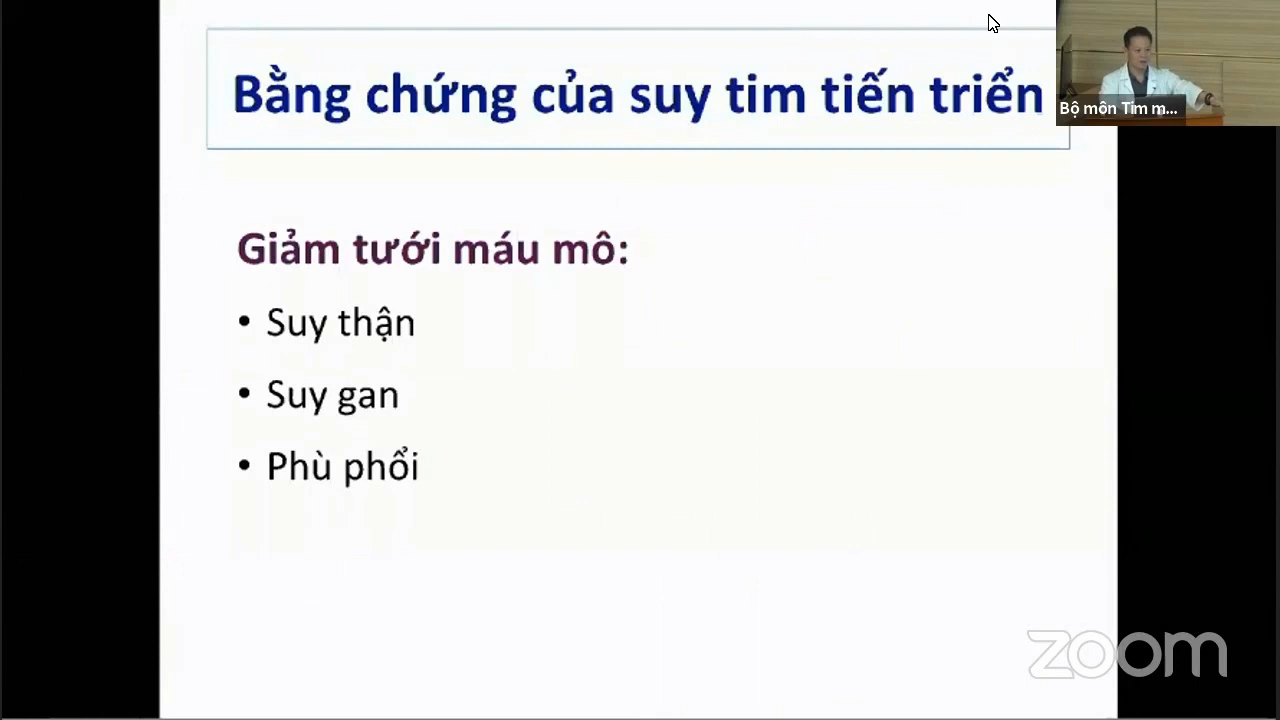 Bằng chứng của suy tim tiến triển
Bộ môn Tim m...
Giảm tưới máu mô:
• Suy thận
• Suy gan
• Phù phổi
zoom